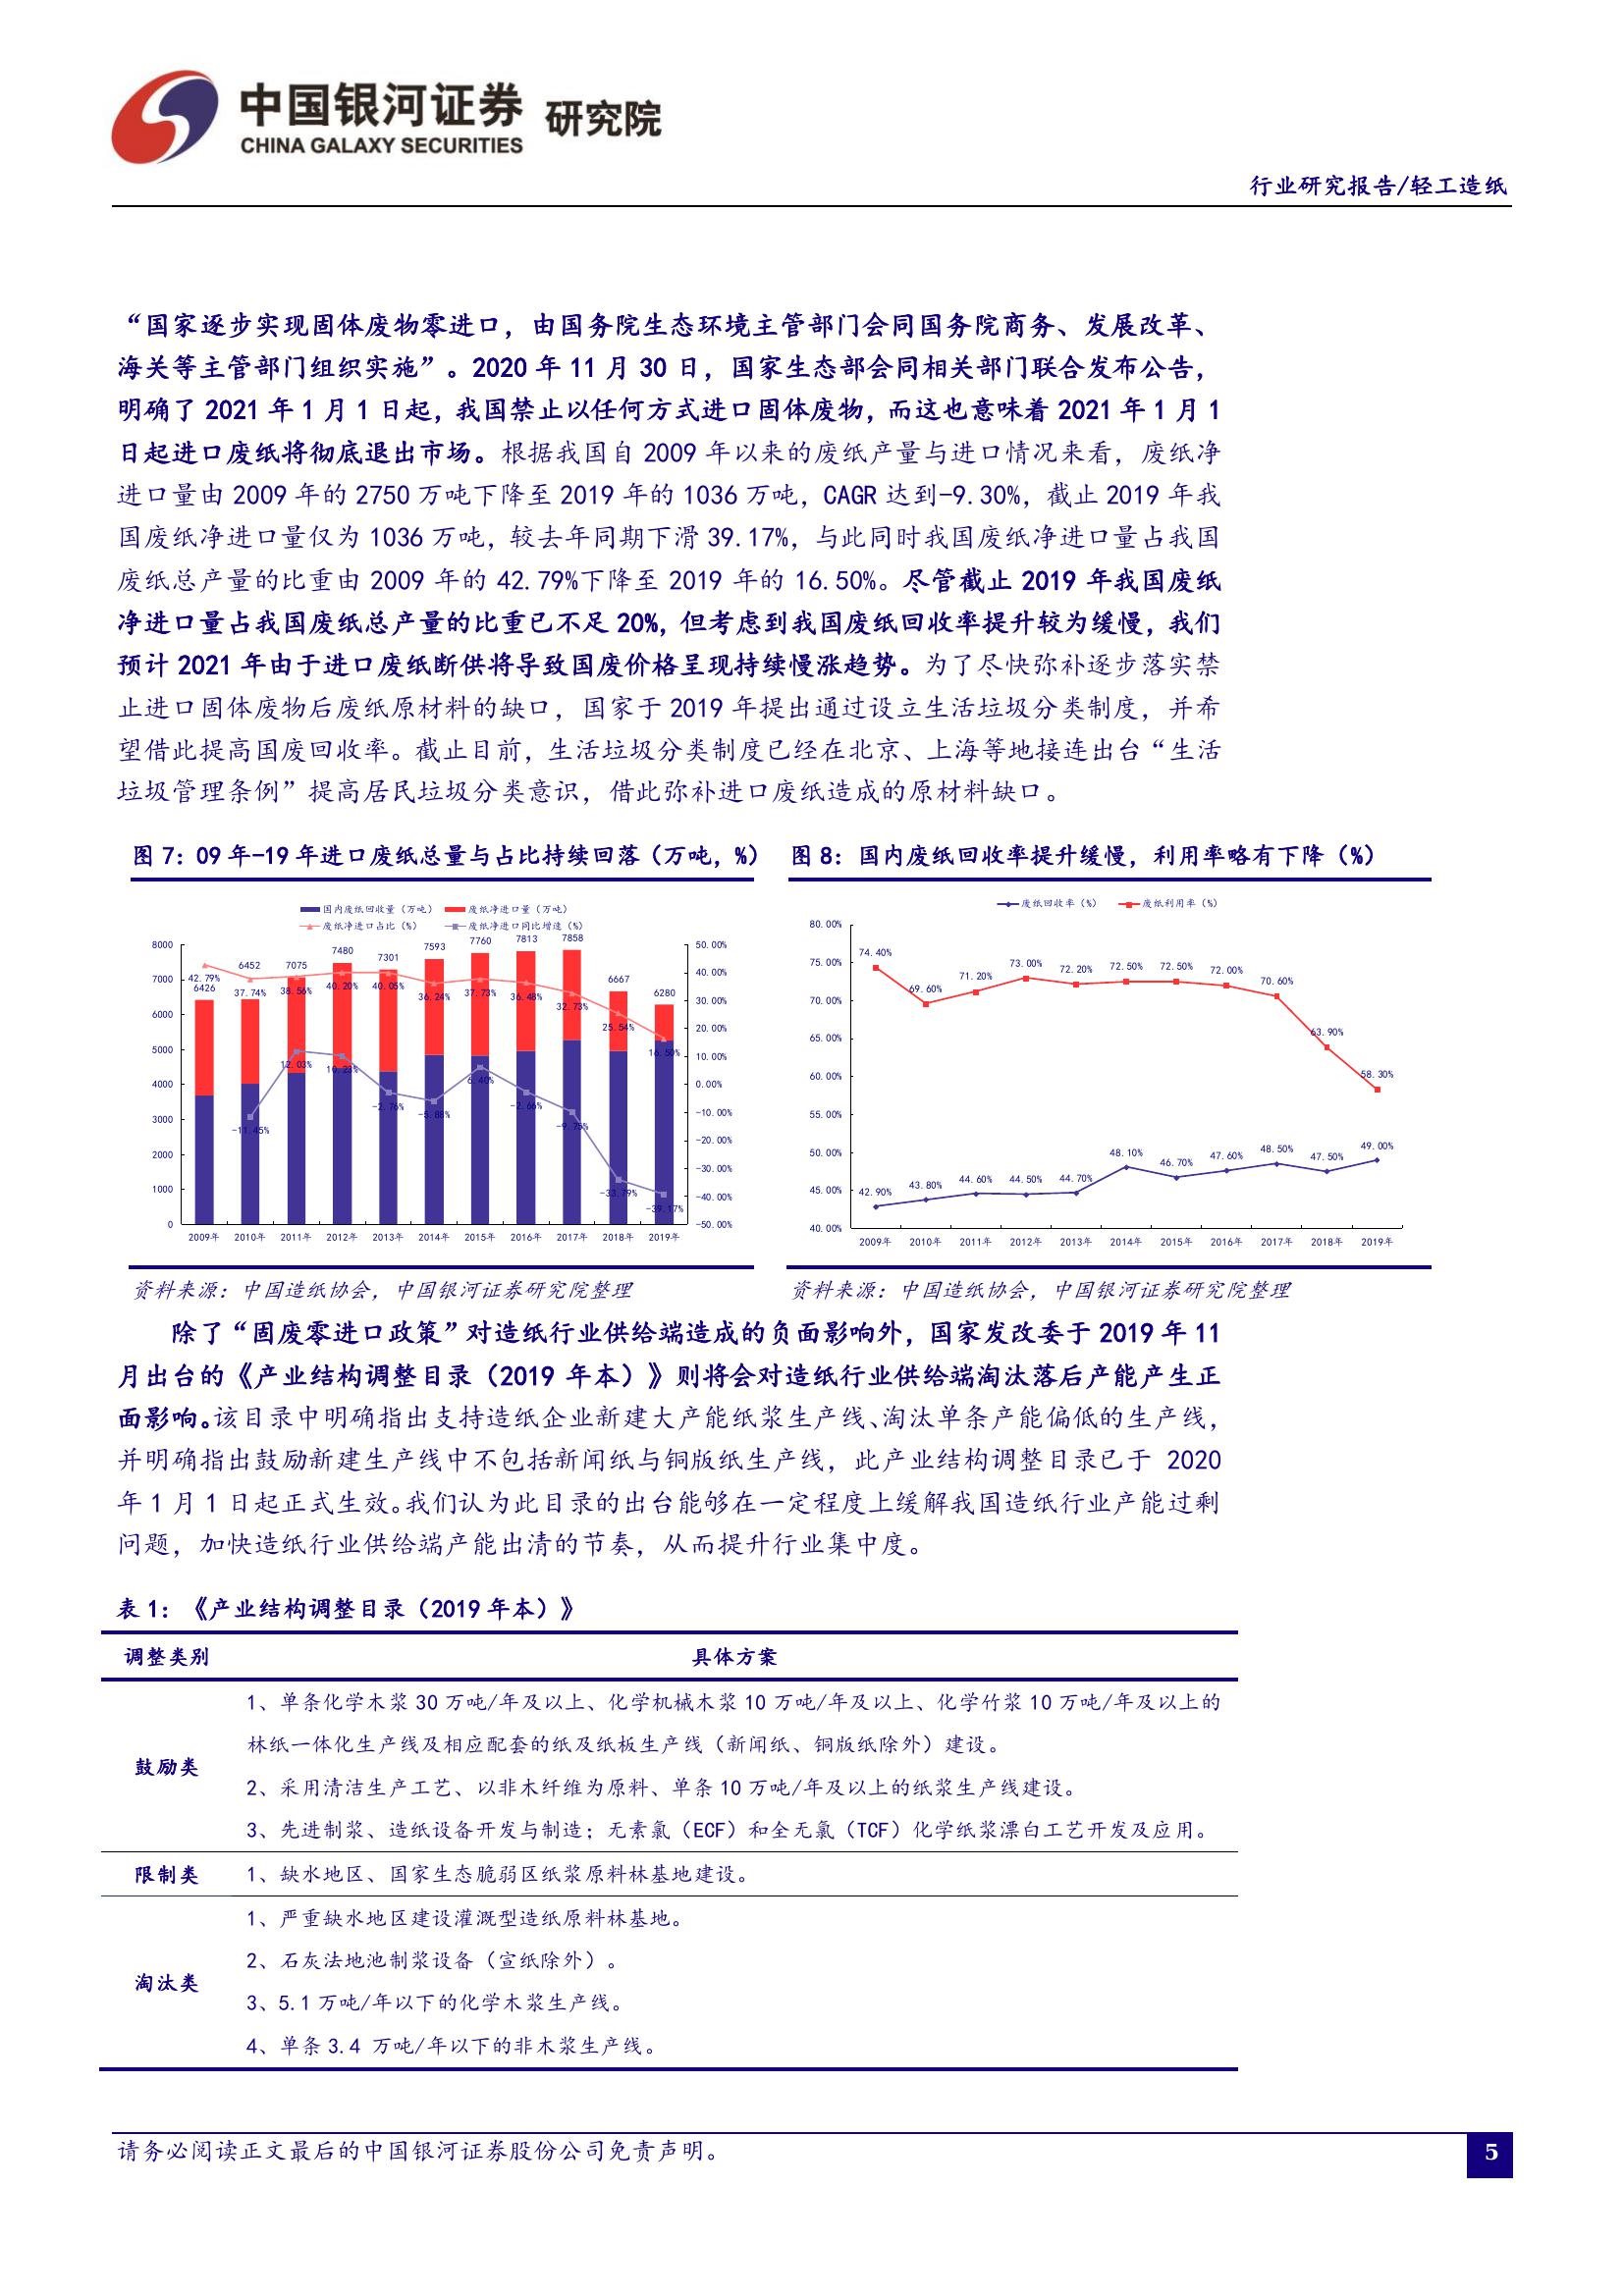 中国银河证券 研究院
CHINA GALAXY SECURITIES
行业研究报告/轻工造纸
“国家逐步实现固体废物零进口，由国务院生态环境主管部门会同国务院商务、发展改革、
海关等主管部门组织实施”。2020 年 11 月 30 日，国家生态部会同相关部门联合发布公告，
明确了 2021 年 1 月 1 日起，我国禁止以任何方式进口固体废物，而这也意味着 2021 年 1 月 1
日起进口废纸将彻底退出市场。根据我国自 2009 年以来的废纸产量与进口情况来看，废纸净
进口量由 2009 年的 2750 万吨下降至 2019 年的 1036 万吨，CAGR 达到-9.30%，截止 2019 年我
国废纸净进口量仅为 1036 万吨，较去年同期下滑 39.17%，与此同时我国废纸净进口量占我国
废纸总产量的比重由 2009 年的 42.79%下降至 2019 年的 16.50%。尽管截止 2019 年我国废纸
净进口量占我国废纸总产量的比重已不足 20%，但考虑到我国废纸回收率提升较为缓慢，我们
预计 2021 年由于进口废纸断供将导致国废价格呈现持续慢涨趋势。为了尽快弥补逐步落实禁
止进口固体废物后废纸原材料的缺口，国家于 2019 年提出通过设立生活垃圾分类制度，并希
望借此提高国废回收率。截止目前，生活垃圾分类制度已经在北京、上海等地接连出台“生活
垃圾管理条例”提高居民垃圾分类意识，借此弥补进口废纸造成的原材料缺口。
图 7：09 年-19 年进口废纸总量与占比持续回落（万吨，%）
国内废纸回收量（万吨） 废纸净进口量（万吨）
废纸净进口占比（%） 废纸净进口同比增速（%）
8000
7000
6000
5000
4000
3000
2000
1000
0
6426 6452 7075 7480 7301 7593 7760 7813 7858 6667 6280
42.79% 37.74% 38.56% 40.20% 40.05% 36.24% 37.73% 36.48% 32.73% 25.54% 16.50%
-11.45% 12.03% 10.23% -2.76% -5.88% 6.40% -2.66% -9.75% -33.79% -39.17%
50.00%
40.00%
30.00%
20.00%
10.00%
0.00%
-10.00%
-20.00%
-30.00%
-40.00%
-50.00%
2009年 2010年 2011年 2012年 2013年 2014年 2015年 2016年 2017年 2018年 2019年
资料来源：中国造纸协会，中国银河证券研究院整理
图 8：国内废纸回收率提升缓慢，利用率略有下降（%）
废纸回收率（%） 废纸利用率（%）
80.00%
75.00%
70.00%
65.00%
60.00%
55.00%
50.00%
45.00%
40.00%
74.40% 69.60% 71.20% 73.00% 72.20% 72.50% 72.50% 72.00% 70.60% 63.90% 58.30%
42.90% 43.80% 44.60% 44.50% 44.70% 48.10% 46.70% 47.60% 48.50% 47.50% 49.00%
2009年 2010年 2011年 2012年 2013年 2014年 2015年 2016年 2017年 2018年 2019年
资料来源：中国造纸协会，中国银河证券研究院整理
除了“固废零进口政策”对造纸行业供给端造成的负面影响外，国家发改委于 2019 年 11
月出台的《产业结构调整目录（2019 年本）》则将会对造纸行业供给端淘汰落后产能产生正
面影响。该目录中明确指出支持造纸企业新建大产能纸浆生产线、淘汰单条产能偏低的生产线，
并明确指出鼓励新建生产线中不包括新闻纸与铜版纸生产线，此产业结构调整目录已于 2020
年 1 月 1 日起正式生效。我们认为此目录的出台能够在一定程度上缓解我国造纸行业产能过剩
问题，加快造纸行业供给端产能出清的节奏，从而提升行业集中度。
表 1：《产业结构调整目录（2019 年本）》
调整类别 具体方案
鼓励类
1、单条化学木浆 30 万吨/年及以上、化学机械木浆 10 万吨/年及以上、化学竹浆 10 万吨/年及以上的
林纸一体化生产线及相应配套的纸及纸板生产线（新闻纸、铜版纸除外）建设。
2、采用清洁生产工艺、以非木纤维为原料、单条 10 万吨/年及以上的纸浆生产线建设。
3、先进制浆、造纸设备开发与制造；无素氯（ECF）和全无氯（TCF）化学纸浆漂白工艺开发及应用。
限制类 1、缺水地区、国家生态脆弱区纸浆原料林基地建设。
淘汰类
1、严重缺水地区建设灌溉型造纸原料林基地。
2、石灰法地池制浆设备（宣纸除外）。
3、5.1 万吨/年以下的化学木浆生产线。
4、单条 3.4 万吨/年以下的非木浆生产线。
请务必阅读正文最后的中国银河证券股份公司免责声明。
5